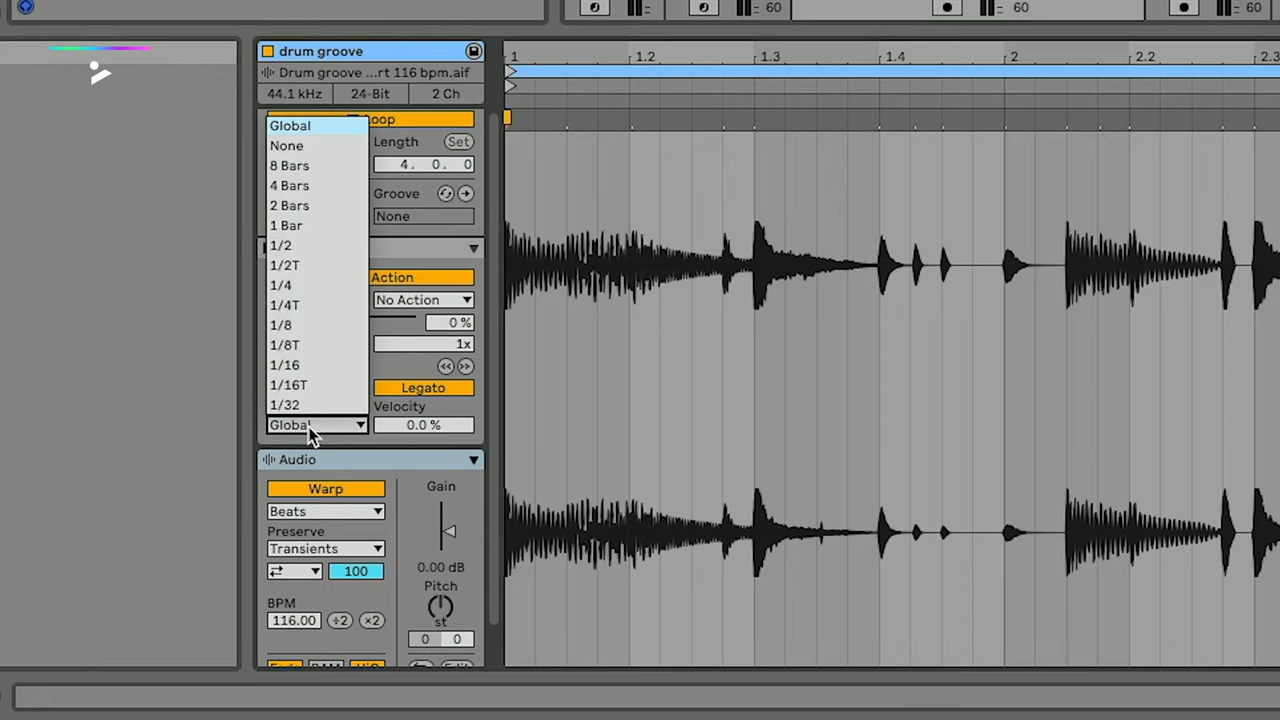 60
60
60
drum groove
Drum groove ...rt 116 bpm.aif
44.1 kHz 24-Bit 2 Ch
1 1.2 1.3 1.4 2 2.2 2.3
oop
Global
None
8 Bars
4 Bars
2 Bars
1 Bar
1/2
1/2T
1/4
1/4T
1/8
1/8T
1/16
1/16T
1/32
Global
Length Set
4. 0. 0
Groove
None
Action
No Action
0 %
1x
Legato
Velocity
0.0 %
Audio
Warp
Beats
Preserve
Transients
100
BPM
116.00 ÷2 ×2
Gain
0.00 dB
Pitch
st
0 0